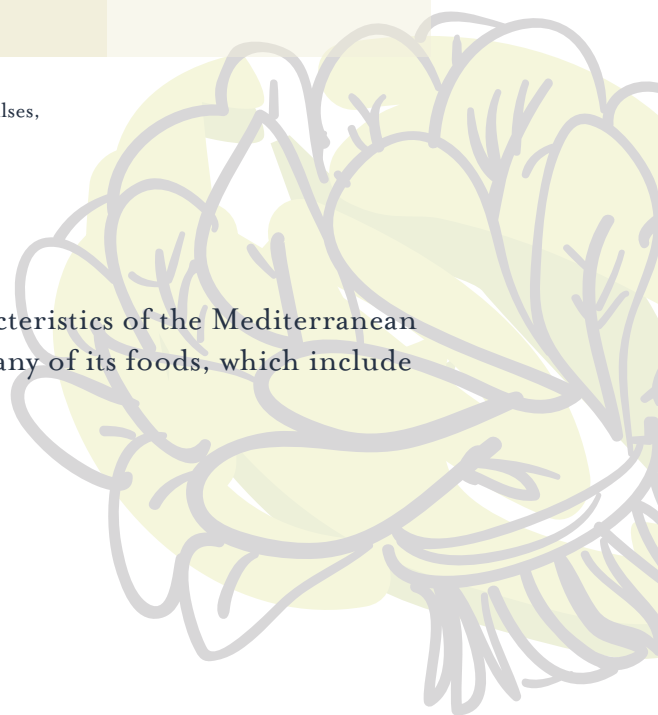 lses,
cteristics of the Mediterranean
any of its foods, which include